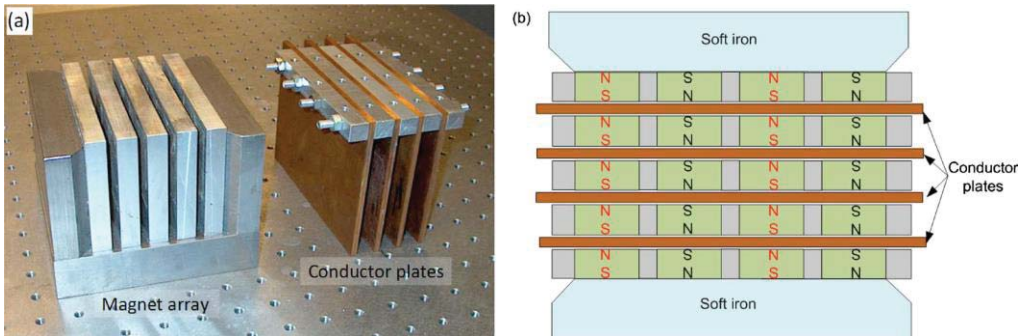 (a)
Magnet array
Conductor plates
(b)
Soft iron
N S N S
S N S N
N S N S
S N S N
Conductor
plates
N S N S
S N S N
N S N S
S N S N
N S N S
S N S N
Soft iron